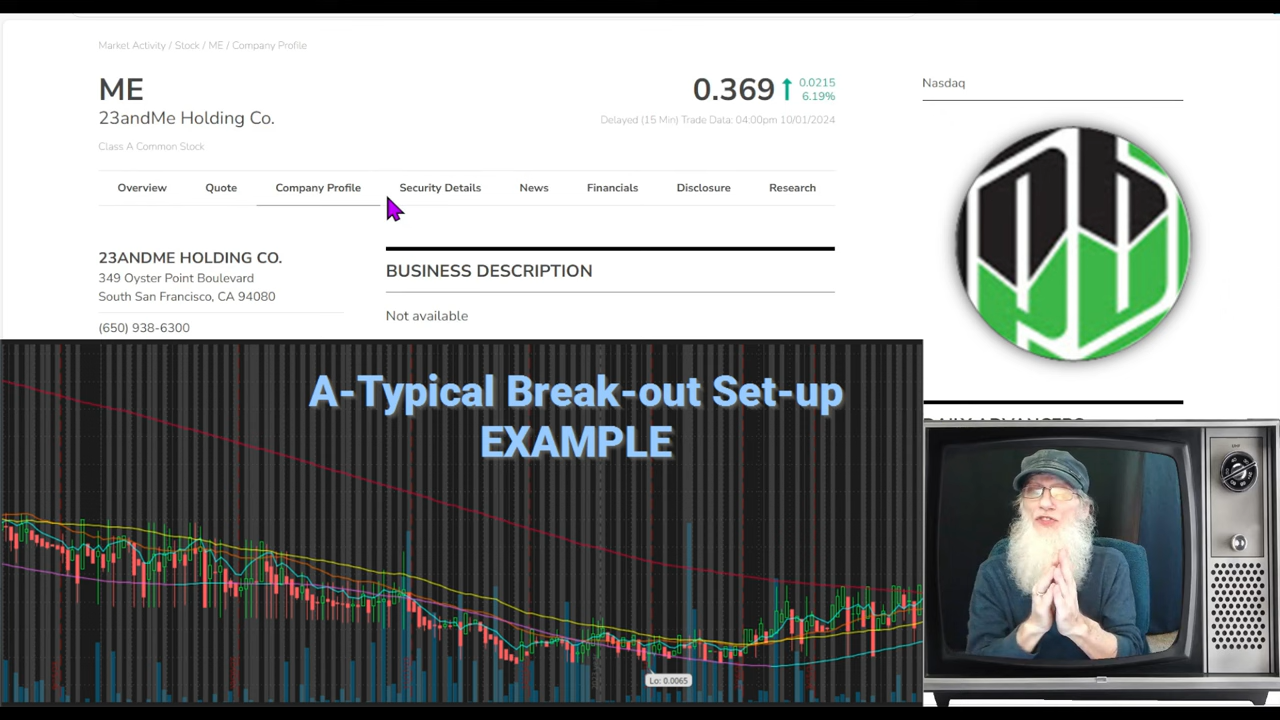 Market Activity / Stock / ME / Company Profile
ME
23andMe Holding Co.
Class A Common Stock
0.369
0.0215
6.19%
Delayed (15 Min) Trade Data: 04:00pm 10/01/2024
Nasdaq
Overview Quote Company Profile Security Details News Financials Disclosure Research
23ANDME HOLDING CO.
349 Oyster Point Boulevard
South San Francisco, CA 94080
(650) 938-6300
BUSINESS DESCRIPTION
Not available
A-Typical Break-out Set-up
EXAMPLE
Lo: 0.0065